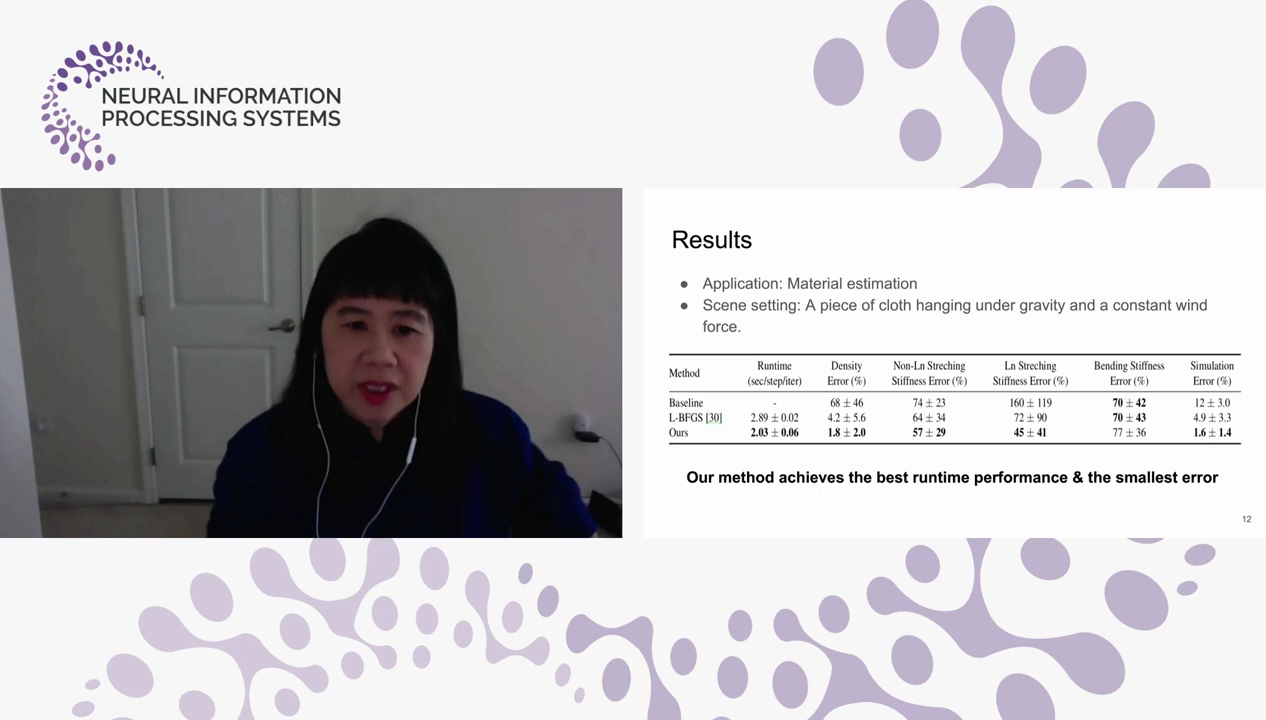 NEURAL INFORMATION
PROCESSING SYSTEMS
Results
● Application: Material estimation
● Scene setting: A piece of cloth hanging under gravity and a constant wind
force.
Method Runtime (sec/step/iter) Density Error (%) Non-Ln Streching Stiffness Error (%) Ln Streching Stiffness Error (%) Bending Stiffness Error (%) Simulation Error (%)
Baseline - 68 ± 46 74 ± 23 160 ± 119 70 ± 42 12 ± 3.0
L-BFGS [30] 2.89 ± 0.02 4.2 ± 5.6 64 ± 34 72 ± 90 70 ± 43 4.9 ± 3.3
Ours 2.03 ± 0.06 1.8 ± 2.0 57 ± 29 45 ± 41 77 ± 36 1.6 ± 1.4
Our method achieves the best runtime performance & the smallest error
12